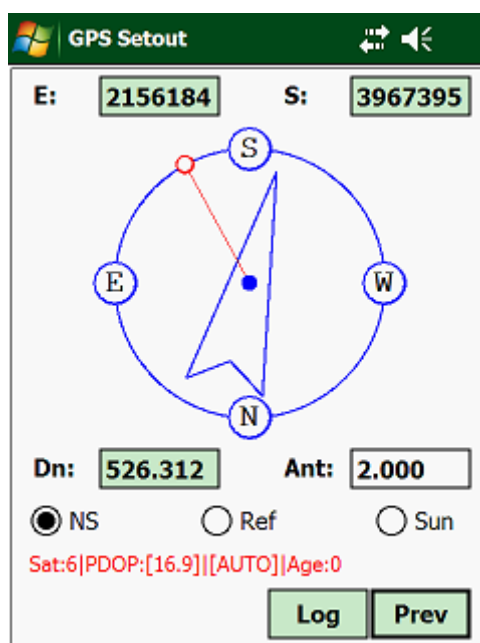 GPS Setout
E: 2156184 S: 3967395
S
E W
N
Dn: 526.312 Ant: 2.000
NS Ref Sun
Sat:6|PDOP:[16.9]|[AUTO]|Age:0
Log Prev